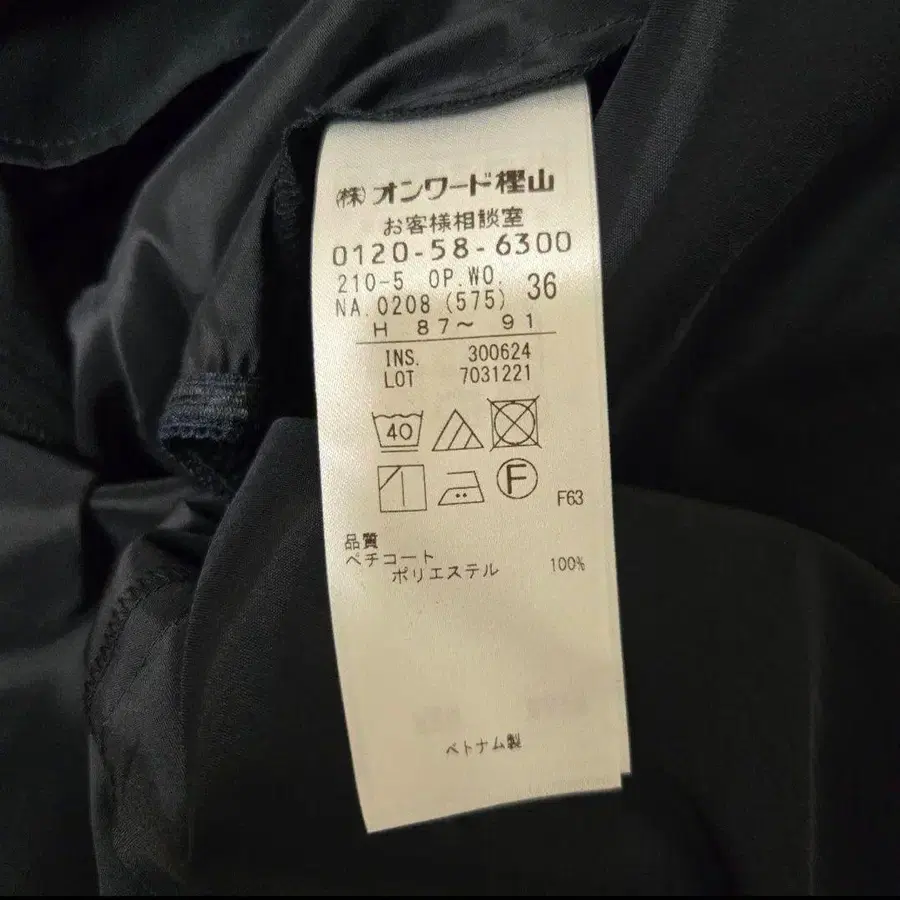 (株)オンワード樫山
お客様相談室
0120-58-6300
210-5 OP.WO.
NA.0208(575) 36
H 87〜 91
INS. 300624
LOT 7031221
40
F
F63
品質
ペチコート
ポリエステル 100%
ベトナム製